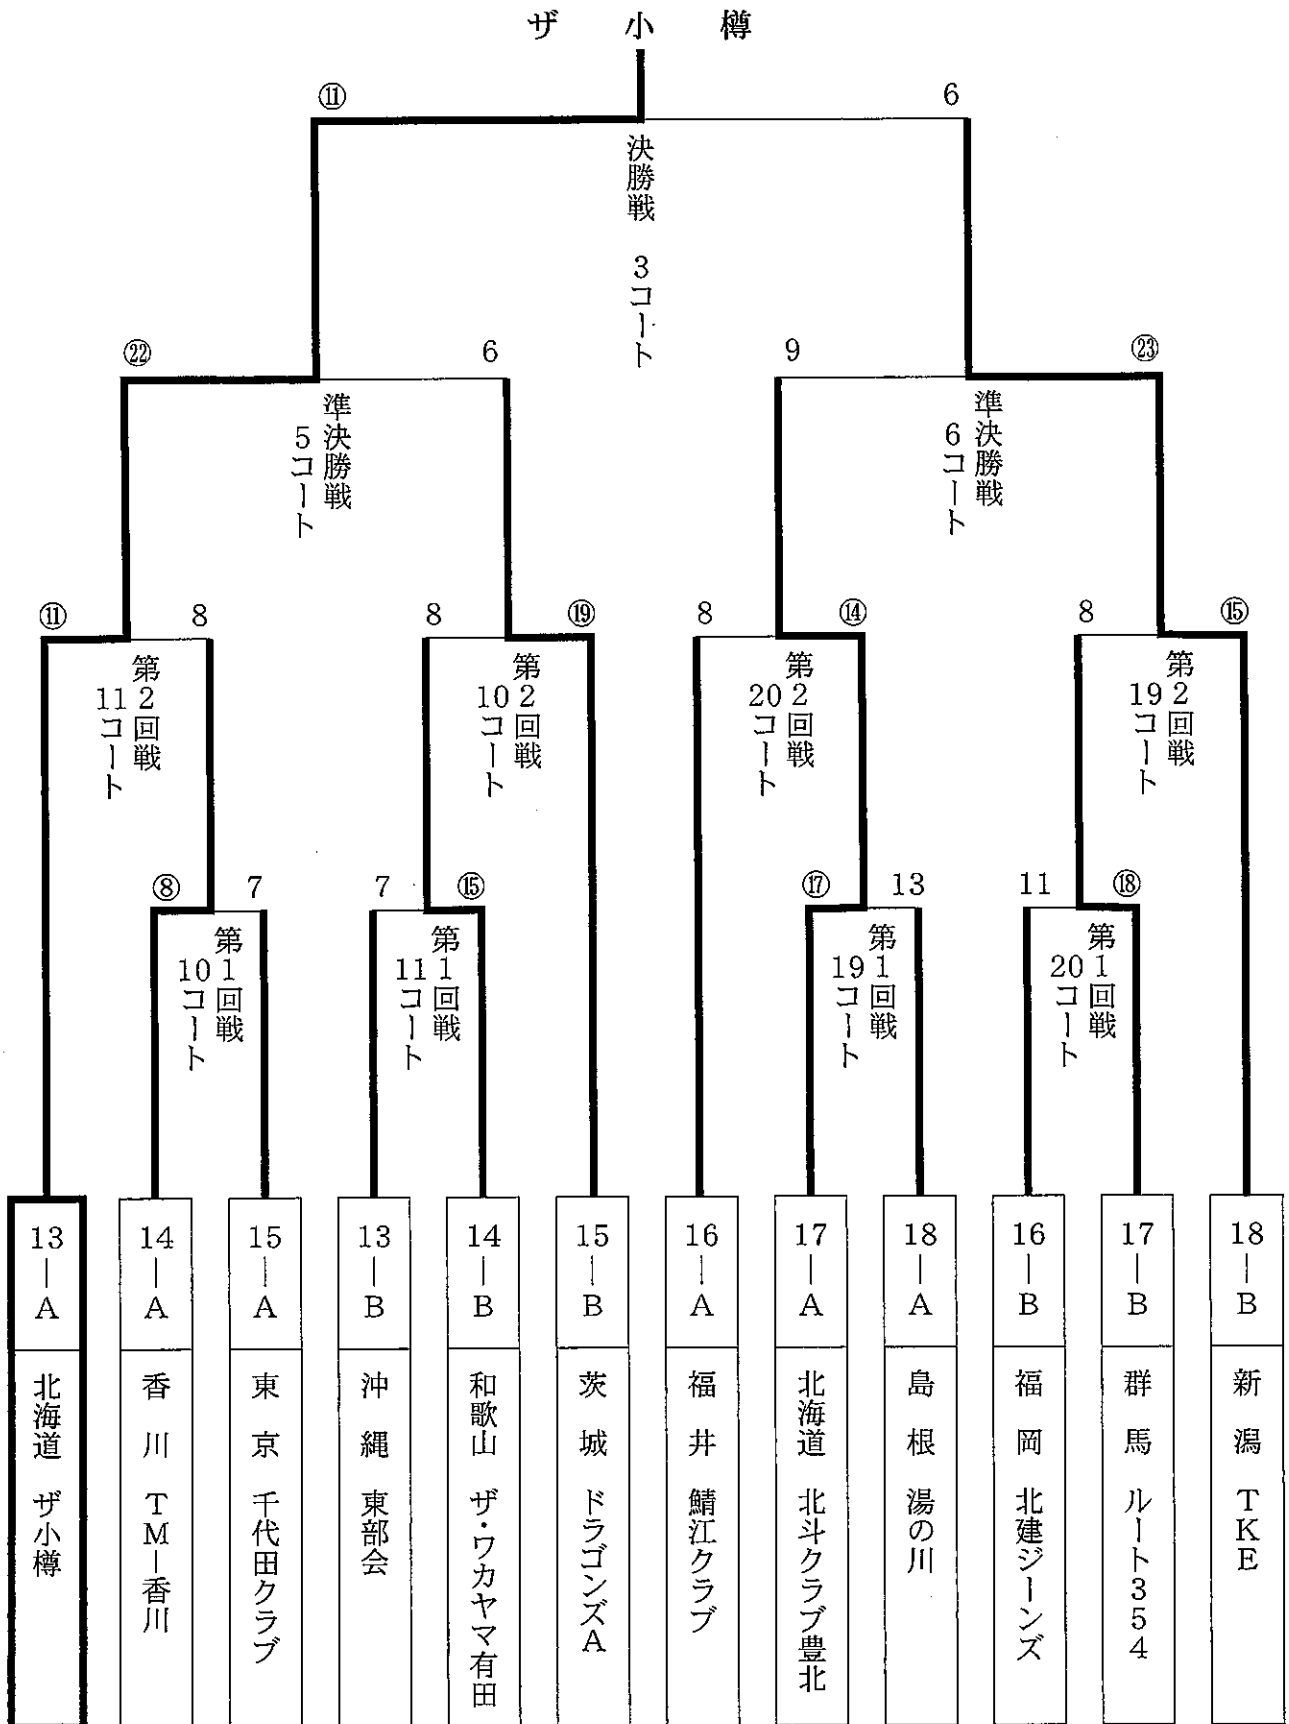 ザ小樽
⑪ 6
決勝戦 3コート
㉒ 6 9 ㉓
準決勝戦
5コート
準決勝戦
6コート
⑪ 8 8 ⑲ 8 ⑭ 8 ⑮
第2回戦
11コート
第2回戦
10コート
第2回戦
20コート
第2回戦
19コート
⑧ 7 7 ⑮ ⑰ 13 11 ⑱
第1回戦
10コート
第1回戦
11コート
第1回戦
19コート
第1回戦
20コート
13―A 北海道 ザ小樽
14―A 香川 TM―香川
15―A 東京 千代田クラブ
13―B 沖縄 東部会
14―B 和歌山 ザ・ワカヤマ有田
15―B 茨城 ドラゴンズA
16―A 福井 鯖江クラブ
17―A 北海道 北斗クラブ豊北
18―A 島根 湯の川
16―B 福岡 北建ジーンズ
17―B 群馬 ルート354
18―B 新潟 TKE